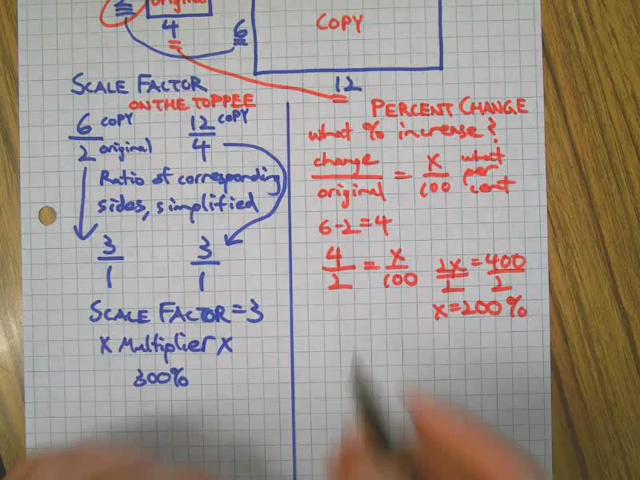 2
original
4
6
COPY
12
SCALE FACTOR
ON THE TOPPEE
6 COPY
2 original
12 COPY
4
Ratio of corresponding
sides, simplified
3
1
3
1
SCALE FACTOR = 3
x Multiplier x
300%
PERCENT CHANGE
what % increase?
change
original
= x
100
what
per
cent
6-2=4
4
2
= x
100
2x = 400
2
x = 200%